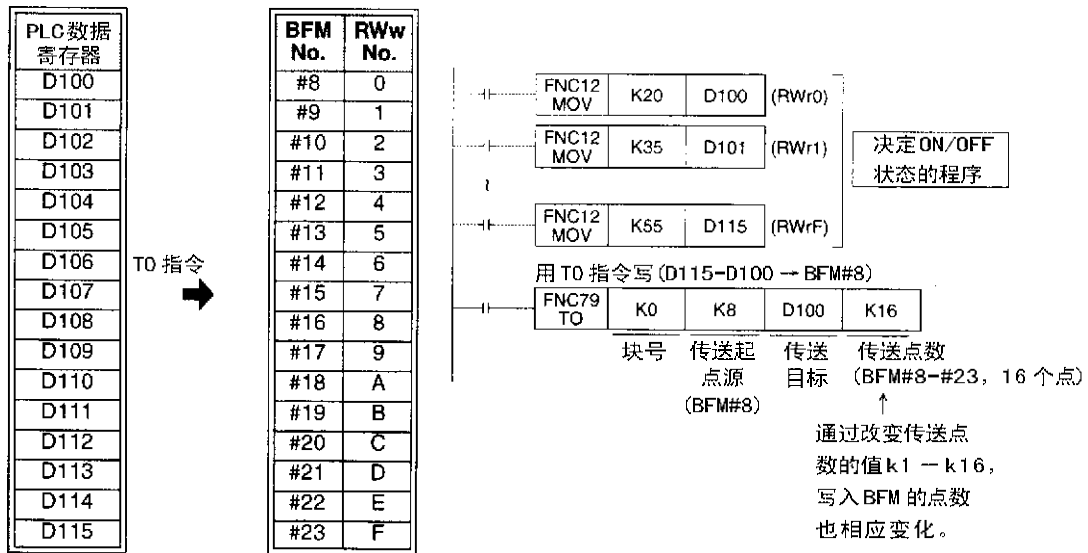 PLC数据
寄存器
D100
D101
D102
D103
D104
D105
D106
D107
D108
D109
D110
D111
D112
D113
D114
D115
TO 指令
BFM No. RWw No.
#8 0
#9 1
#10 2
#11 3
#12 4
#13 5
#14 6
#15 7
#16 8
#17 9
#18 A
#19 B
#20 C
#21 D
#22 E
#23 F
FNC12 MOV K20 D100 (RWr0)
FNC12 MOV K35 D101 (RWr1)
FNC12 MOV K55 D115 (RWrF)
决定ON/OFF
状态的程序
用 TO 指令写(D115-D100→BFM#8)
FNC79 TO K0 K8 D100 K16
块号
传送起
点源
(BFM#8)
传送
目标
传送点数
(BFM#8-#23, 16 个点)
↑
通过改变传送点
数的值k1 — k16,
写入BFM 的点数
也相应变化。